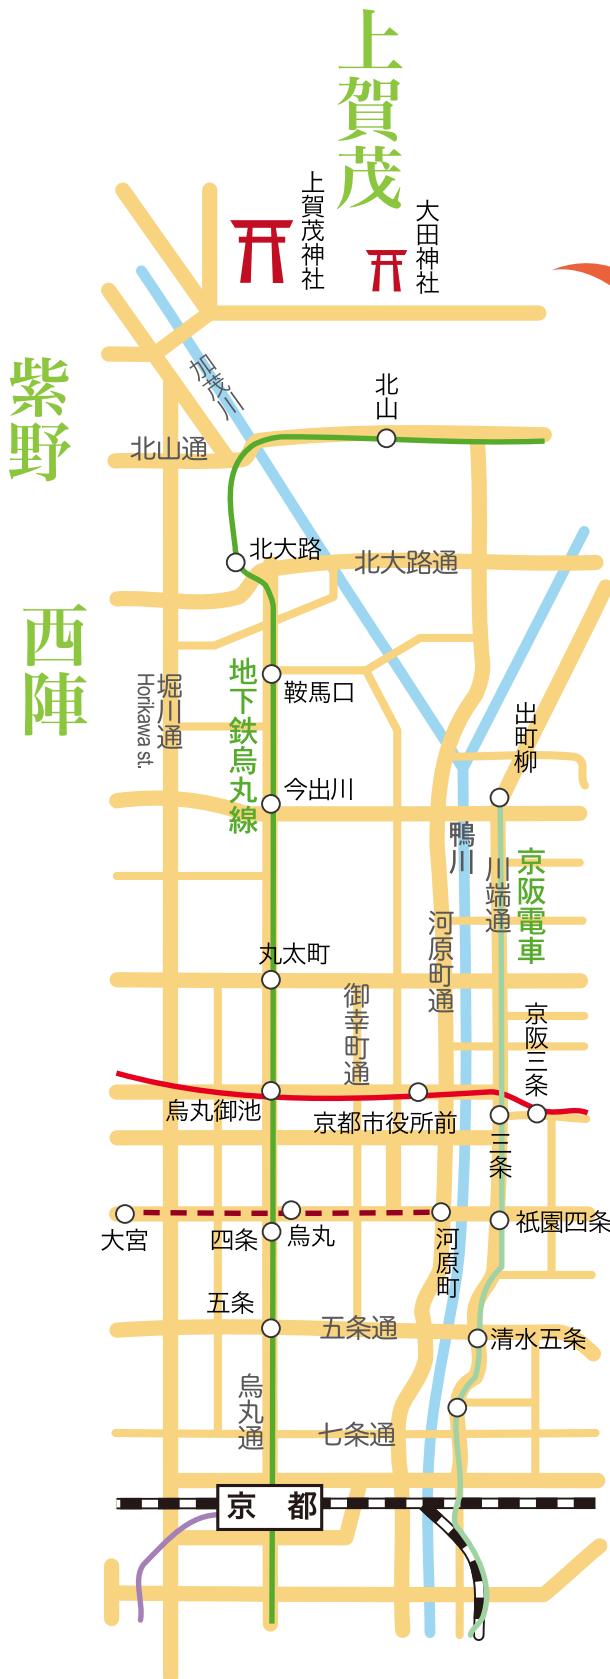 上賀茂
上賀茂神社
大田神社
加茂川
紫野
北山
北山通
北大路
北大路通
西陣
堀川通
Horikawa st.
地下鉄烏丸線
鞍馬口
出町柳
今出川
鴨川
川端通
京阪電車
河原町通
丸太町
御幸町通
京阪三条
烏丸御池
京都市役所前
三条
大宮
四条
烏丸
河原町
祇園四条
五条
五条通
清水五条
烏丸通
七条通
京 都